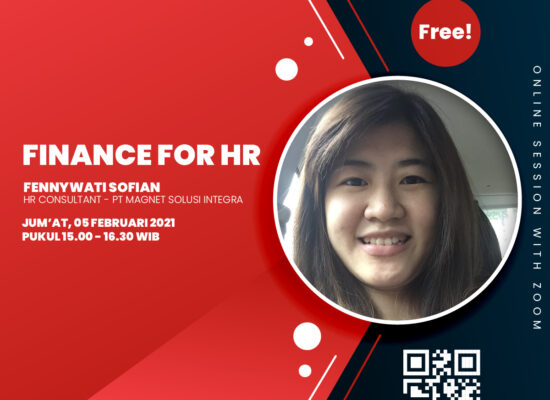 Free!
FINANCE FOR HR
FENNYWATI SOFIAN
HR CONSULTANT - PT MAGNET SOLUSI INTEGRA
JUM'AT, 05 FEBRUARI 2021
PUKUL 15.00 - 16.30 WIB
ONLINE SESSION WITH ZOOM